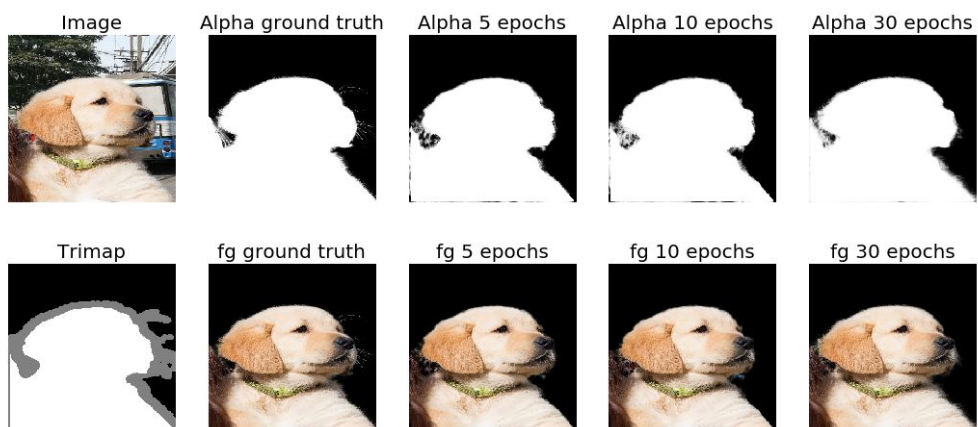 Image
Alpha ground truth
Alpha 5 epochs
Alpha 10 epochs
Alpha 30 epochs
Trimap
fg ground truth
fg 5 epochs
fg 10 epochs
fg 30 epochs